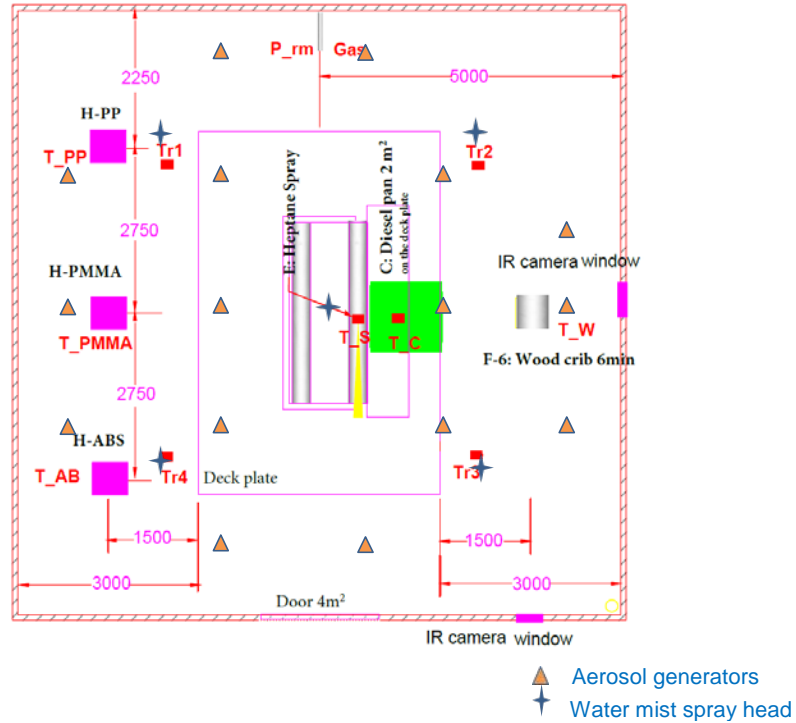 P_rm Gas
2250
5000
H-PP
T_PP
Tr1
Tr2
2750
E: Heptane Spray
C: Diesel pan 2 m²
on the deck plate
H-PMMA
IR camera window
T_PMMA
T_S
T_C
T_W
F-6: Wood crib 6min
2750
H-ABS
T_AB
Tr4
Deck plate
Tr3
1500
1500
3000
3000
Door 4m²
IR camera window
Aerosol generators
Water mist spray head